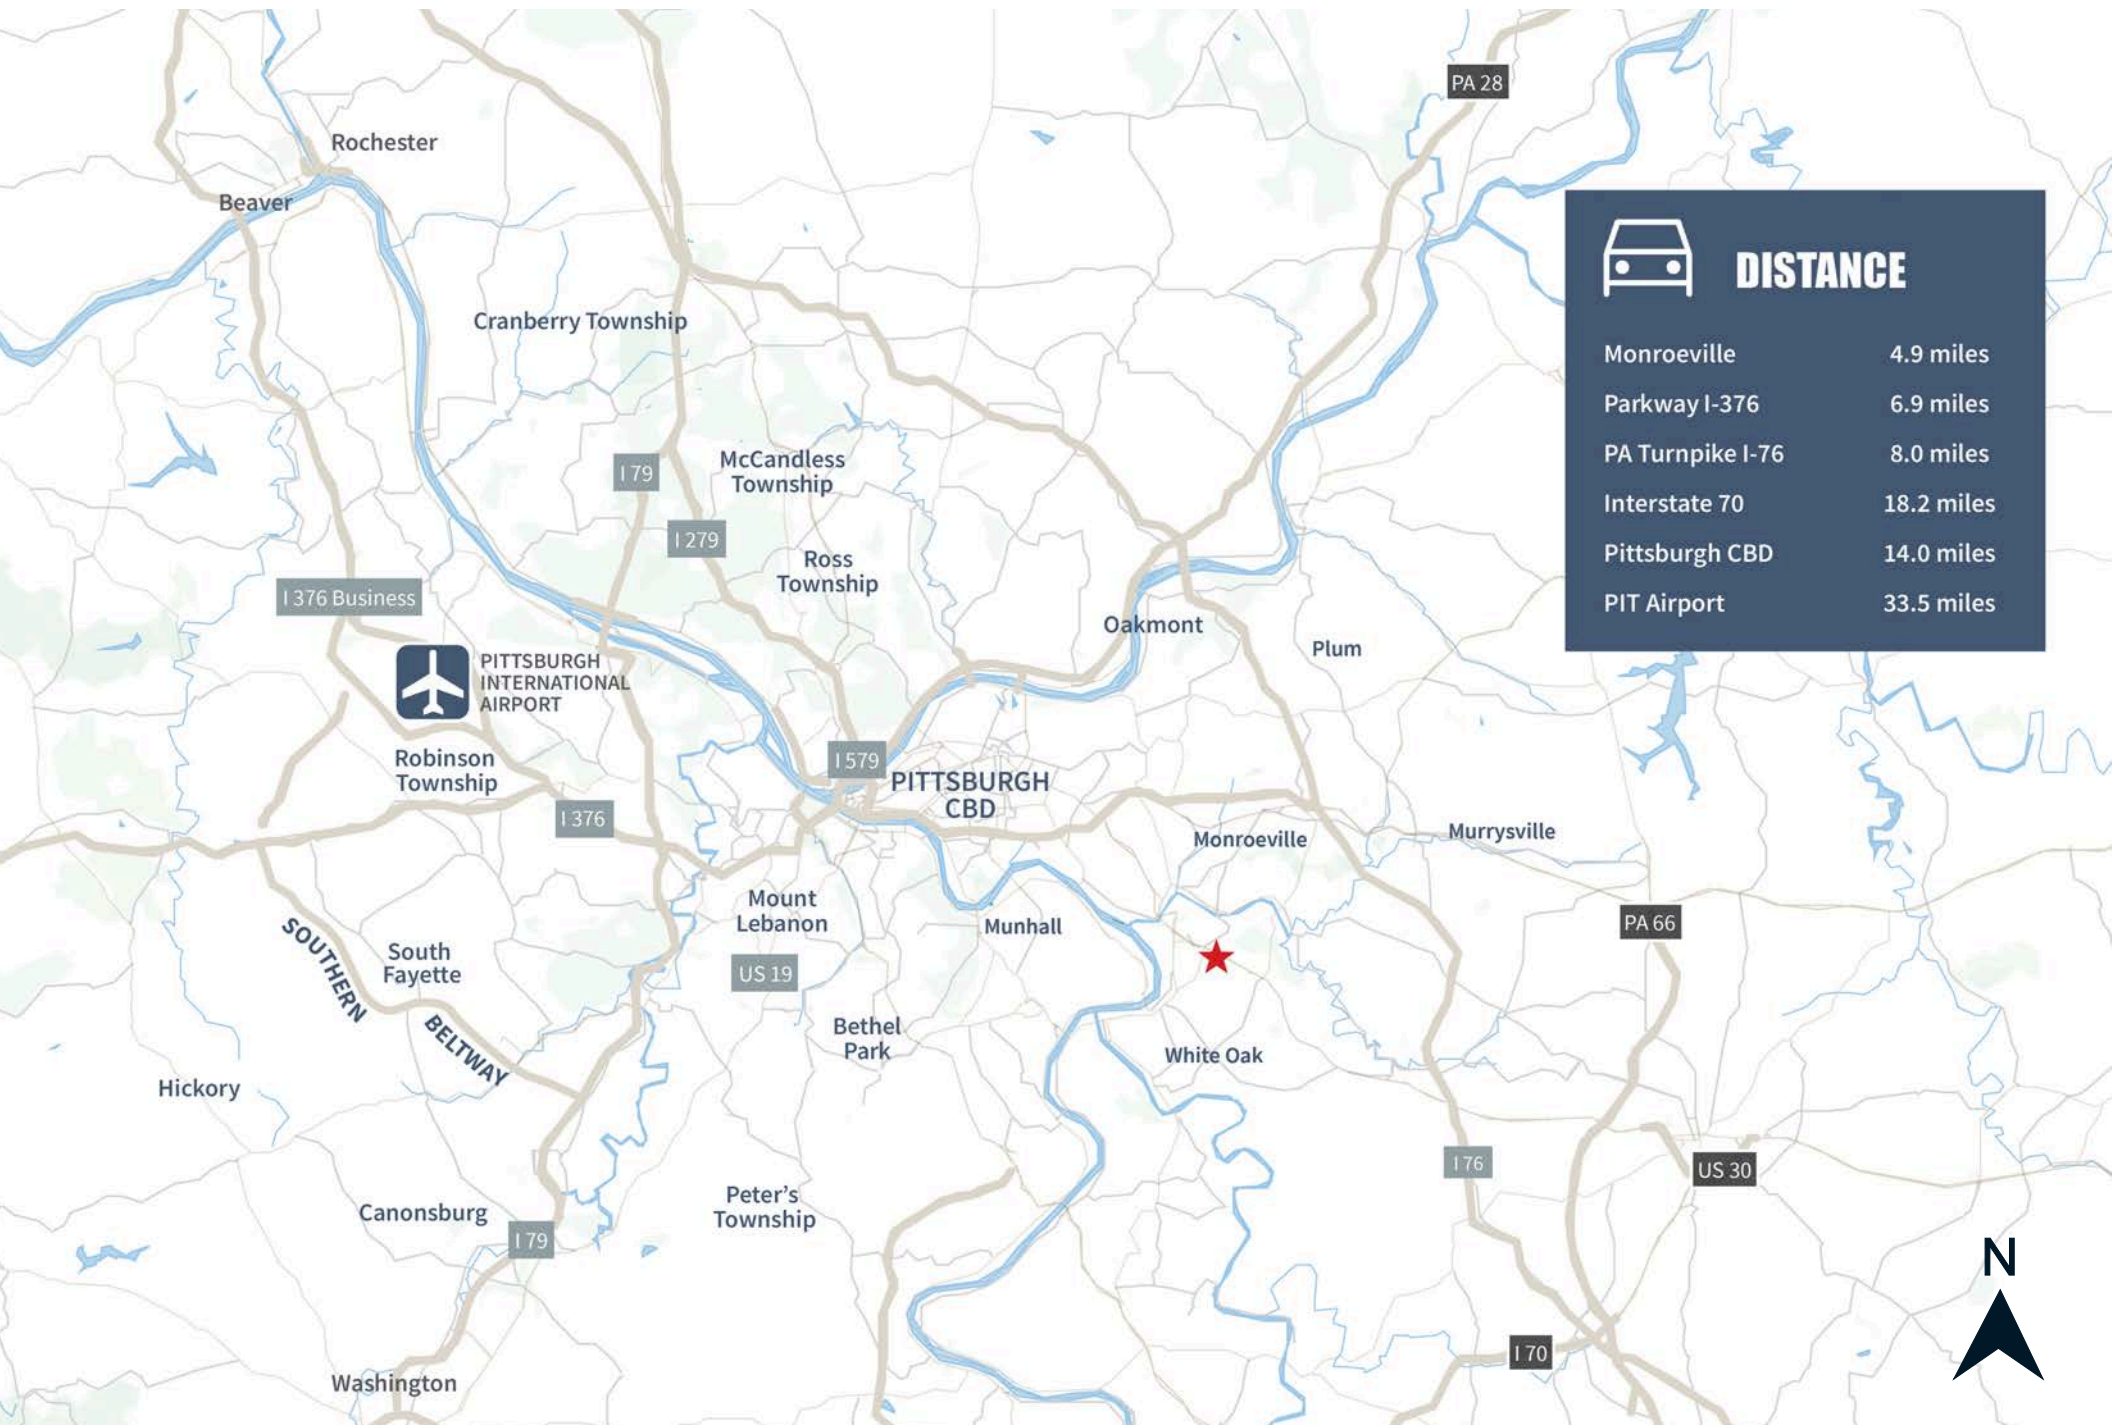 PA 28
Rochester
Beaver
DISTANCE
Cranberry Township
Monroeville 4.9 miles
Parkway I-376 6.9 miles
PA Turnpike I-76 8.0 miles
Interstate 70 18.2 miles
Pittsburgh CBD 14.0 miles
PIT Airport 33.5 miles
I 79
McCandless
Township
I 279
Ross
Township
I 376 Business
Oakmont
Plum
PITTSBURGH
INTERNATIONAL
AIRPORT
Robinson
Township
I 579
PITTSBURGH
CBD
I 376
Monroeville
Murrysville
Mount
Lebanon
Munhall
PA 66
SOUTHERN
BELTWAY
South
Fayette
US 19
Bethel
Park
White Oak
Hickory
I 76
US 30
Canonsburg
Peter’s
Township
I 79
N
I 70
Washington